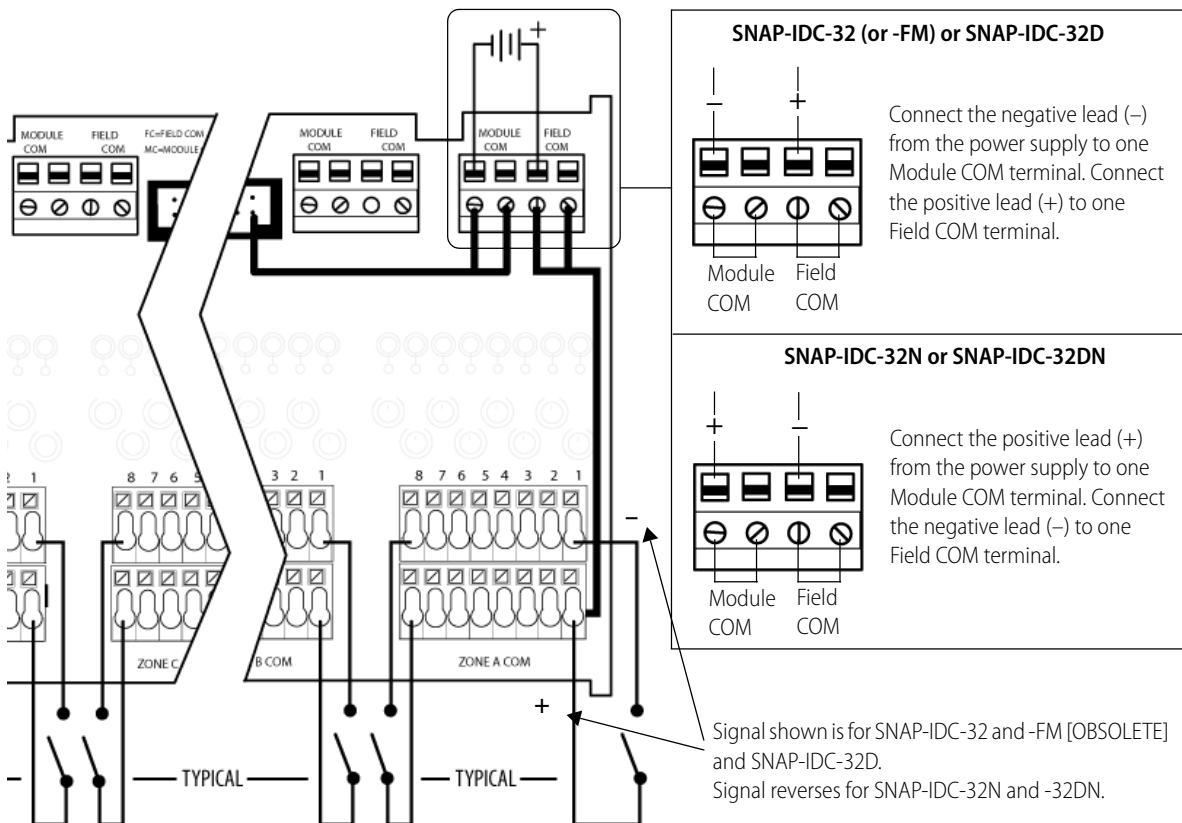 +
MODULE COM
FIELD COM
FC=FIELD COM
MC=MODULE
MODULE COM
FIELD COM
MODULE COM
FIELD COM
1
8 7 6 5
3 2 1
8 7 6 5 4 3 2 1
–
ZONE C
B COM
ZONE A COM
+
TYPICAL
TYPICAL
SNAP-IDC-32 (or -FM) or SNAP-IDC-32D
– +
Connect the negative lead (–)
from the power supply to one
Module COM terminal. Connect
the positive lead (+) to one
Field COM terminal.
Module COM
Field COM
SNAP-IDC-32N or SNAP-IDC-32DN
+ –
Connect the positive lead (+)
from the power supply to one
Module COM terminal. Connect
the negative lead (–) to one
Field COM terminal.
Module COM
Field COM
Signal shown is for SNAP-IDC-32 and -FM [OBSOLETE]
and SNAP-IDC-32D.
Signal reverses for SNAP-IDC-32N and -32DN.